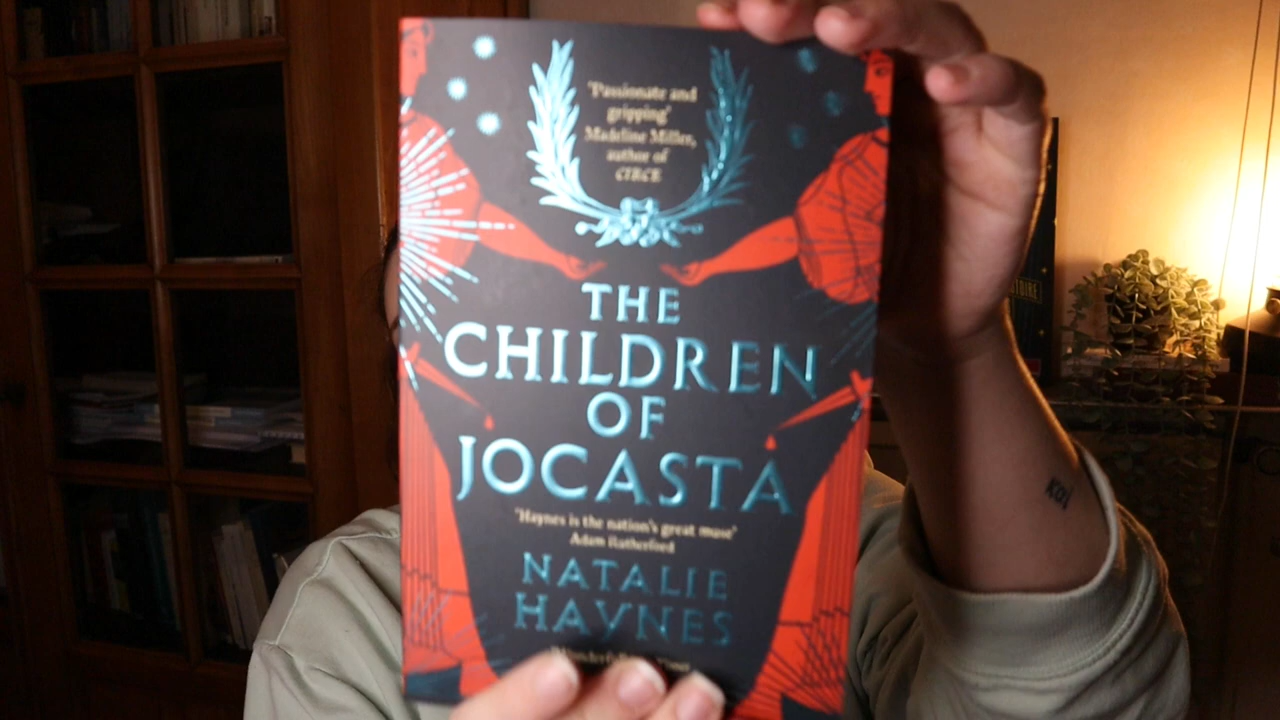 'Passionate and
gripping'
Madeline Miller,
author of
CIRCE
THE
CHILDREN
OF
JOCASTA
'Haynes is the nation's great muse'
Adam Rutherford
NATALIE
HAYNES
και